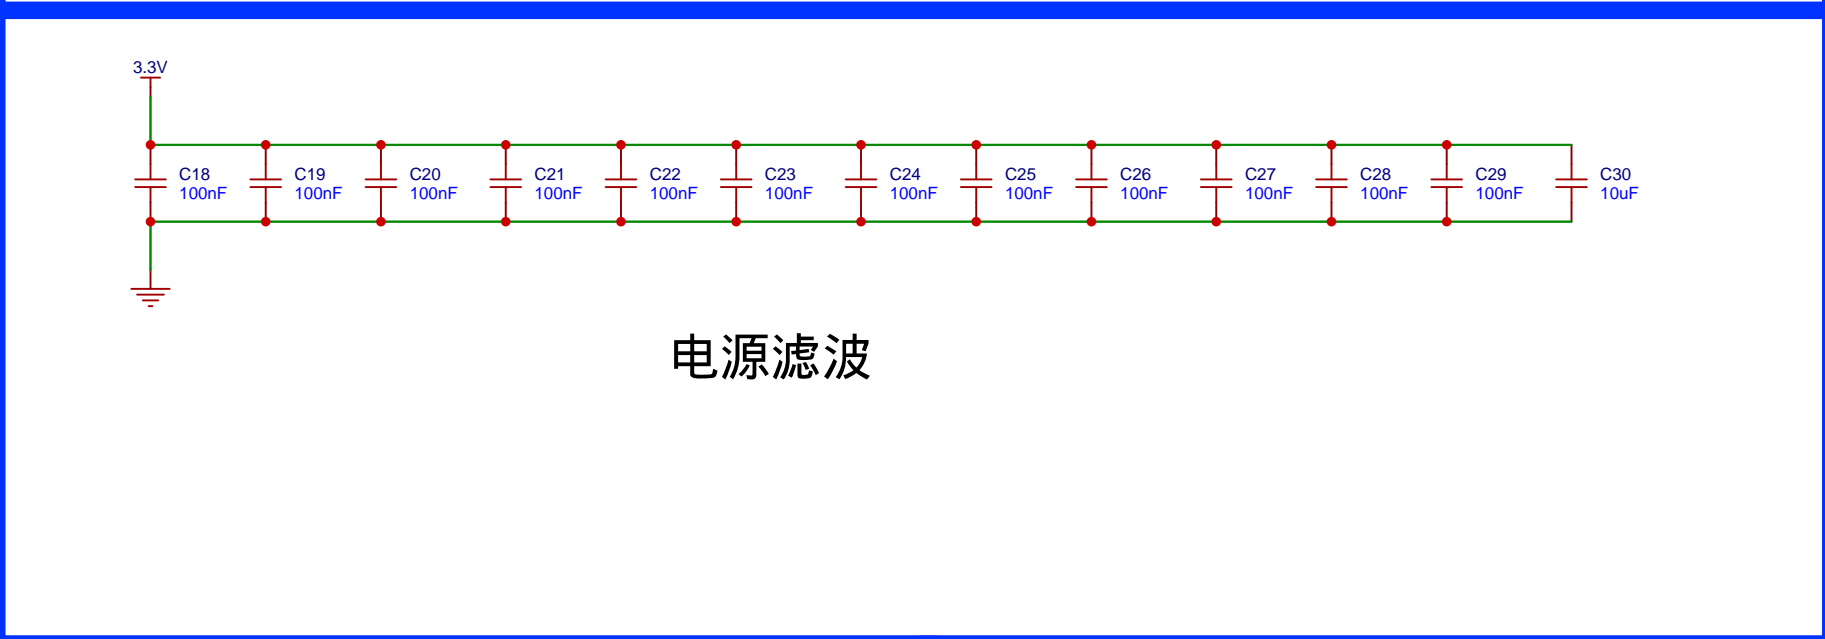 3.3V
C18 C19 C20 C21 C22 C23 C24 C25 C26 C27 C28 C29 C30
100nF 100nF 100nF 100nF 100nF 100nF 100nF 100nF 100nF 100nF 100nF 100nF 10uF
电源滤波